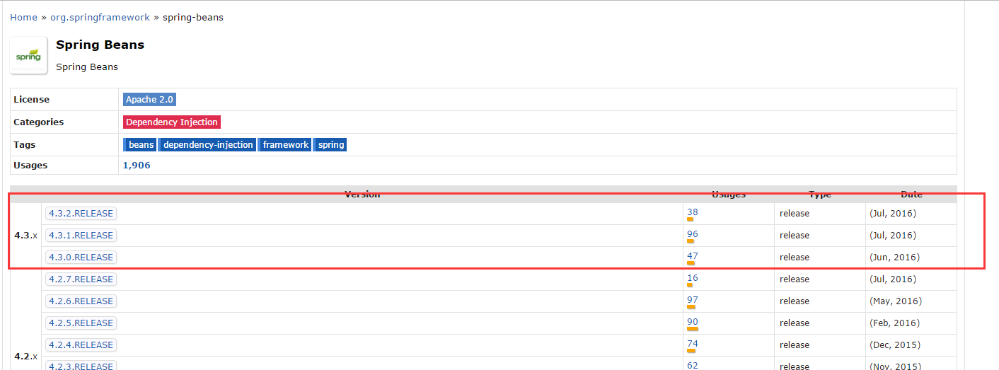 Home » org.springframework » spring-beans
spring
Spring Beans
Spring Beans
License Apache 2.0
Categories Dependency Injection
Tags beans dependency-injection framework spring
Usages 1,906
Version Usages Type Date
4.3.2.RELEASE 38 release (Jul, 2016)
4.3.x 4.3.1.RELEASE 96 release (Jul, 2016)
4.3.0.RELEASE 47 release (Jun, 2016)
4.2.7.RELEASE 16 release (Jul, 2016)
4.2.6.RELEASE 97 release (May, 2016)
4.2.5.RELEASE 90 release (Feb, 2016)
4.2.4.RELEASE 74 release (Dec, 2015)
4.2.x
4.2.3.RELEASE 62 release (Nov, 2015)